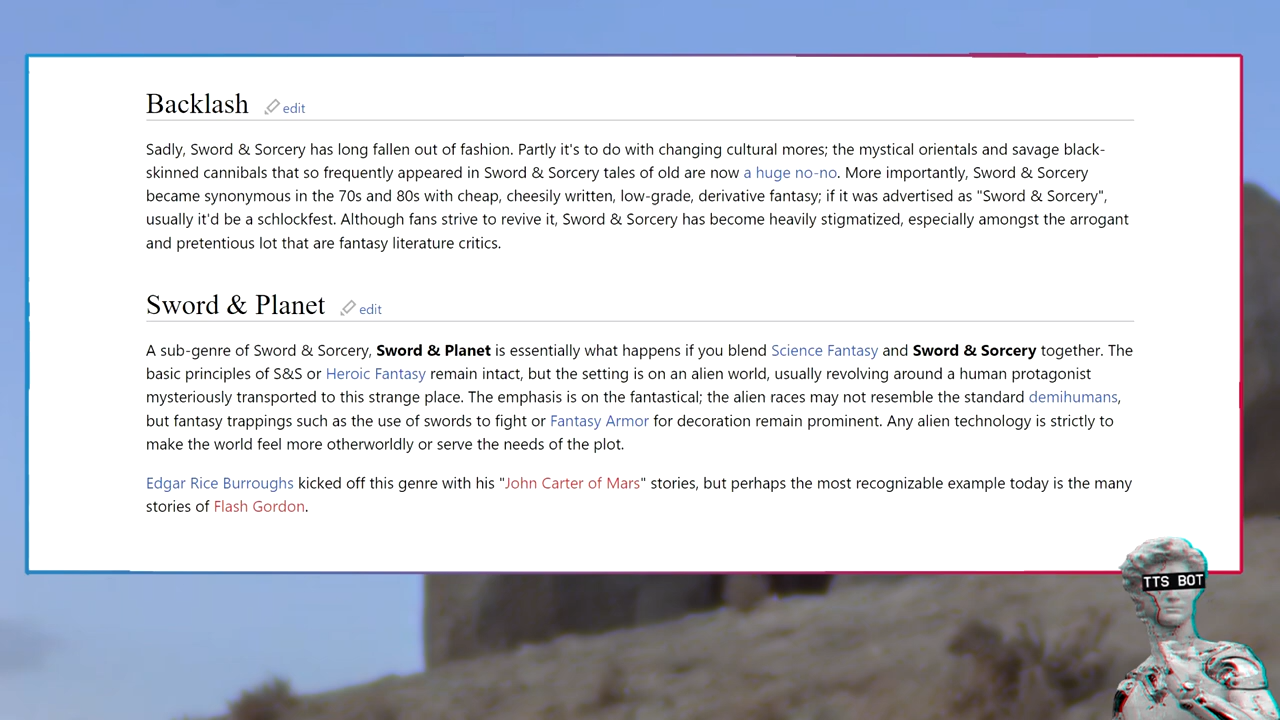 Backlash edit
Sadly, Sword & Sorcery has long fallen out of fashion. Partly it's to do with changing cultural mores; the mystical orientals and savage black-
skinned cannibals that so frequently appeared in Sword & Sorcery tales of old are now a huge no-no. More importantly, Sword & Sorcery
became synonymous in the 70s and 80s with cheap, cheesily written, low-grade, derivative fantasy; if it was advertised as "Sword & Sorcery",
usually it'd be a schlockfest. Although fans strive to revive it, Sword & Sorcery has become heavily stigmatized, especially amongst the arrogant
and pretentious lot that are fantasy literature critics.
Sword & Planet edit
A sub-genre of Sword & Sorcery, Sword & Planet is essentially what happens if you blend Science Fantasy and Sword & Sorcery together. The
basic principles of S&S or Heroic Fantasy remain intact, but the setting is on an alien world, usually revolving around a human protagonist
mysteriously transported to this strange place. The emphasis is on the fantastical; the alien races may not resemble the standard demihumans,
but fantasy trappings such as the use of swords to fight or Fantasy Armor for decoration remain prominent. Any alien technology is strictly to
make the world feel more otherworldly or serve the needs of the plot.
Edgar Rice Burroughs kicked off this genre with his "John Carter of Mars" stories, but perhaps the most recognizable example today is the many
stories of Flash Gordon.
TTS BOT